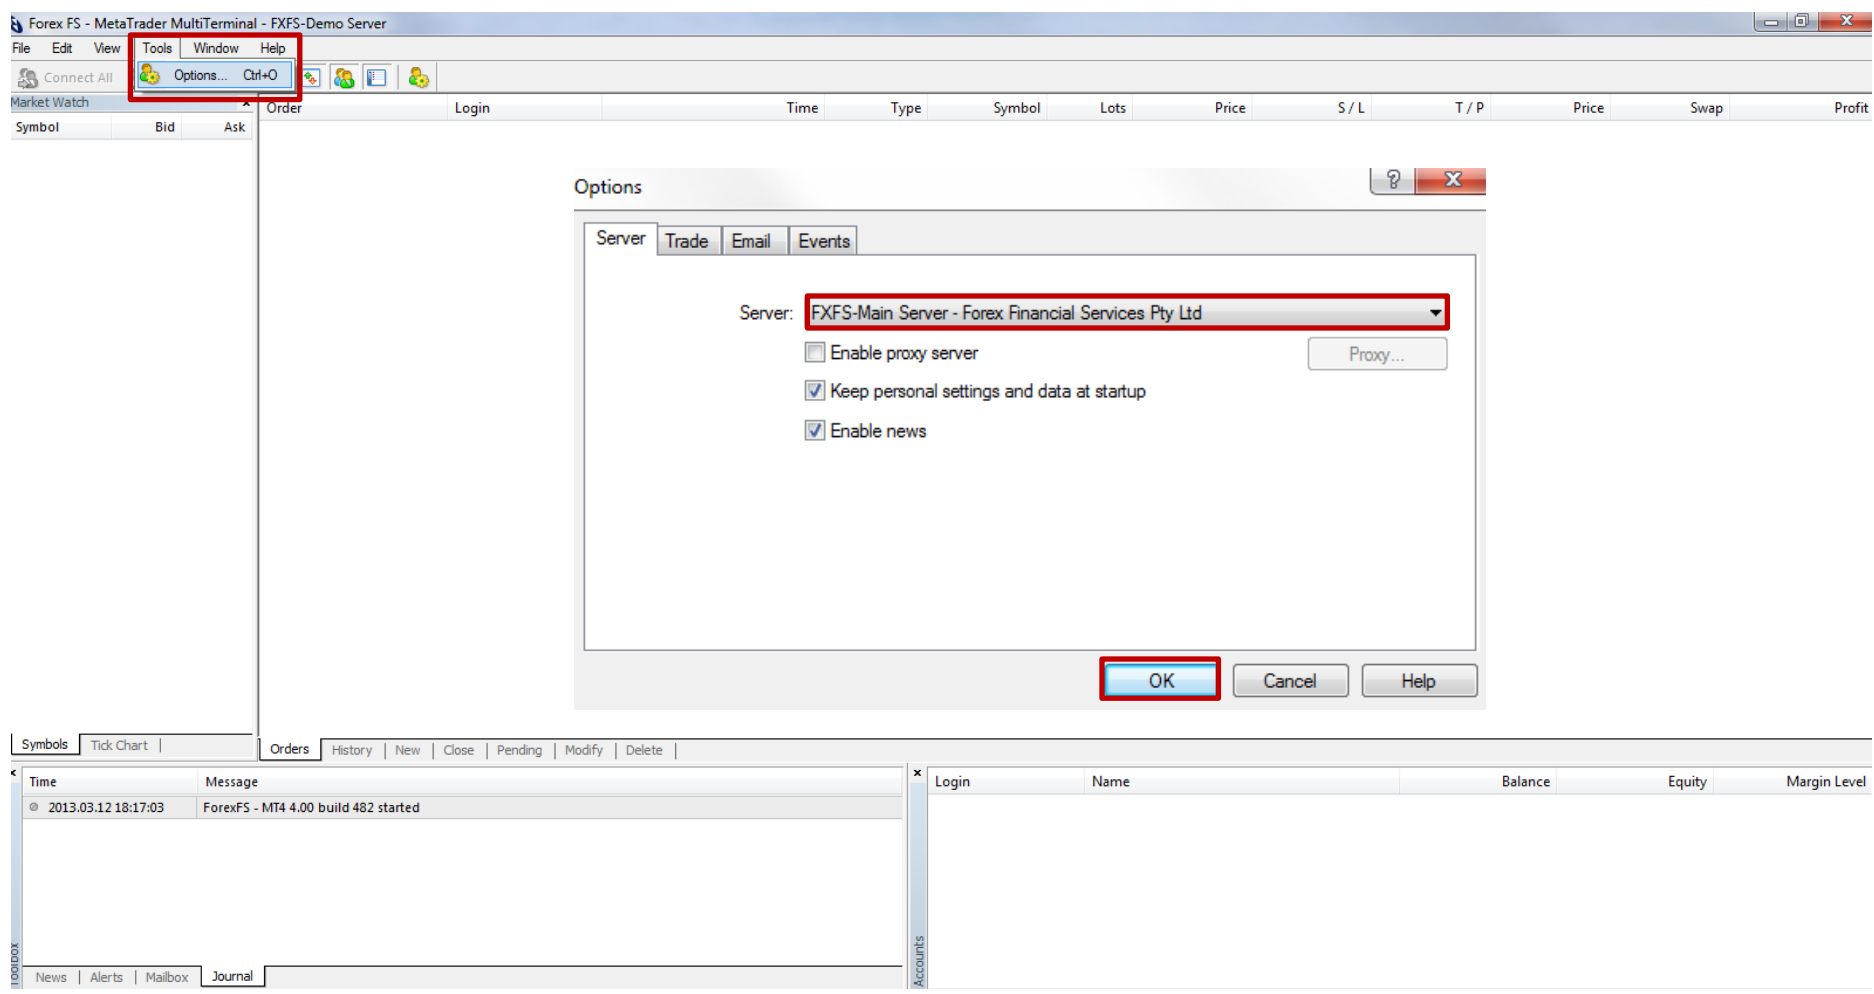 Forex FS - MetaTrader MultiTerminal - FXFS-Demo Server
File Edit View Tools Window Help
Connect All Options... Ctrl+O
Market Watch
Symbol Bid Ask
Order Login Time Type Symbol Lots Price S / L T / P Price Swap Profit
Options
Server Trade Email Events
Server: FXFS-Main Server - Forex Financial Services Pty Ltd
Enable proxy server Proxy...
Keep personal settings and data at startup
Enable news
OK Cancel Help
Symbols Tick Chart
Orders History New Close Pending Modify Delete
Time Message
2013.03.12 18:17:03 ForexFS - MT4 4.00 build 482 started
Login Name Balance Equity Margin Level
Toolbox
News Alerts Mailbox Journal
Accounts